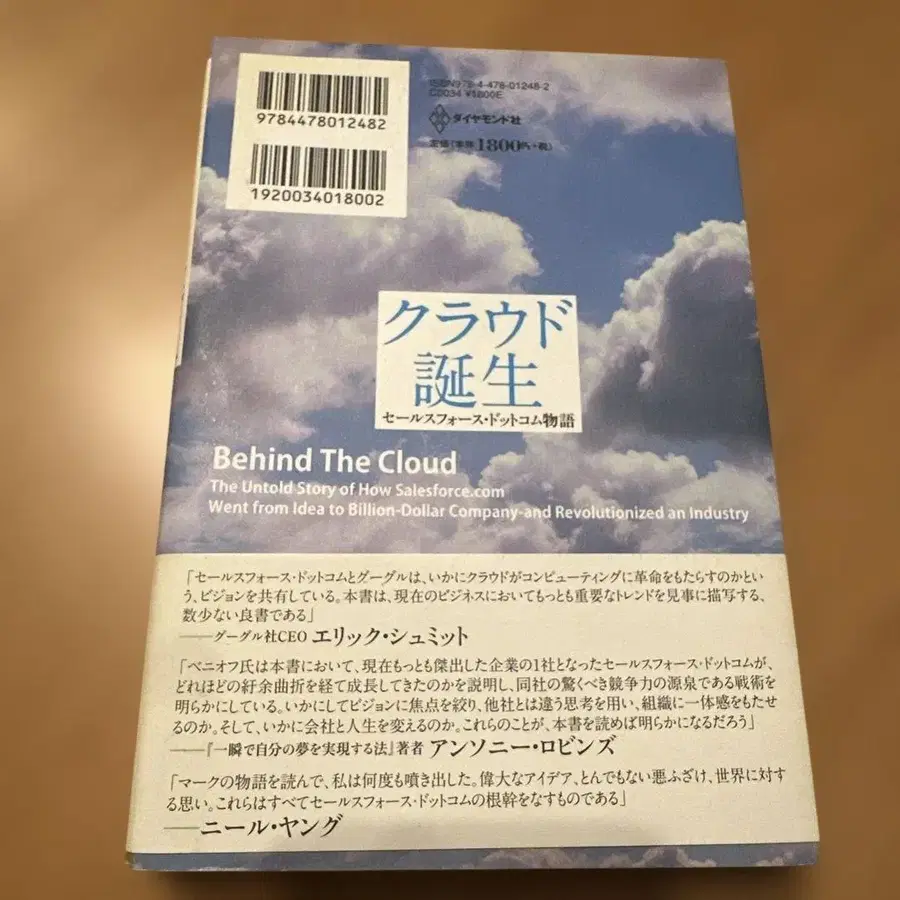 9784478012482
1920034018002
ISBN978-4-478-01248-2
C0034 ¥1800E
ダイヤモンド社
定価(本体1800円+税)
クラウド
誕生
セールスフォース・ドットコム物語
Behind The Cloud
The Untold Story of How Salesforce.com
Went from Idea to Billion-Dollar Company-and Revolutionized an Industry
「セールスフォース・ドットコムとグーグルは、いかにクラウドがコンピューティングに革命をもたらすのかとい
う、ビジョンを共有している。本書は、現在のビジネスにおいてもっとも重要なトレンドを見事に描写する、
数少ない良書である」
──グーグル社CEO エリック・シュミット
「ベニオフ氏は本書において、現在もっとも傑出した企業の1社となったセールスフォース・ドットコムが、
どれほどの紆余曲折を経て成長してきたのかを説明し、同社の驚くべき競争力の源泉である戦術を
明らかにしている。いかにしてビジョンに焦点を絞り、他社とは違う思考を用い、組織に一体感をもたせ
るのか。そして、いかに会社と人生を変えるのか。これらのことが、本書を読めば明らかになるだろう」
──『一瞬で自分の夢を実現する法』著者 アンソニー・ロビンズ
「マークの物語を読んで、私は何度も噴き出した。偉大なアイデア、とんでもない悪ふざけ、世界に対す
る思い。これらはすべてセールスフォース・ドットコムの根幹をなすものである」
──ニール・ヤング